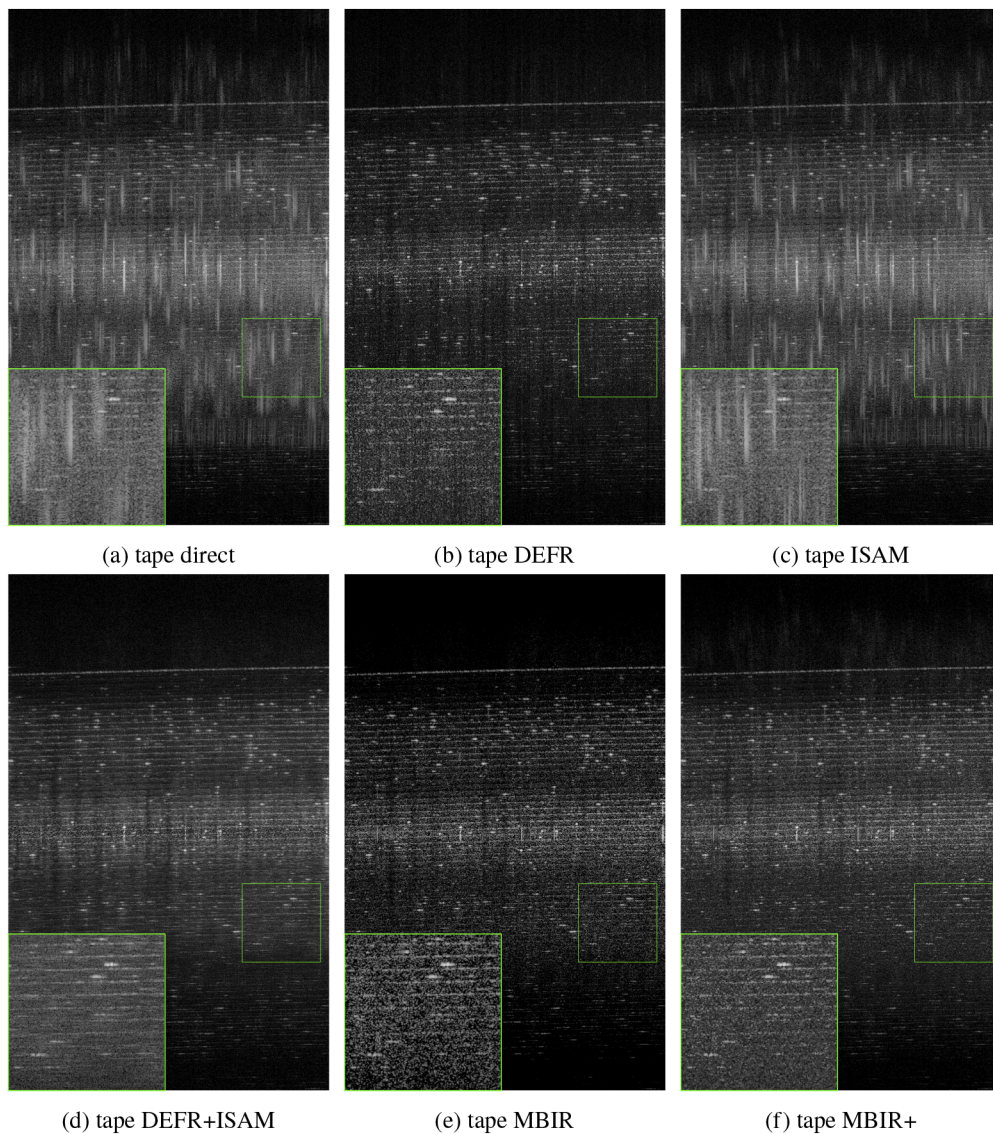 (a) tape direct
(b) tape DEFR
(c) tape ISAM
(d) tape DEFR+ISAM
(e) tape MBIR
(f) tape MBIR+